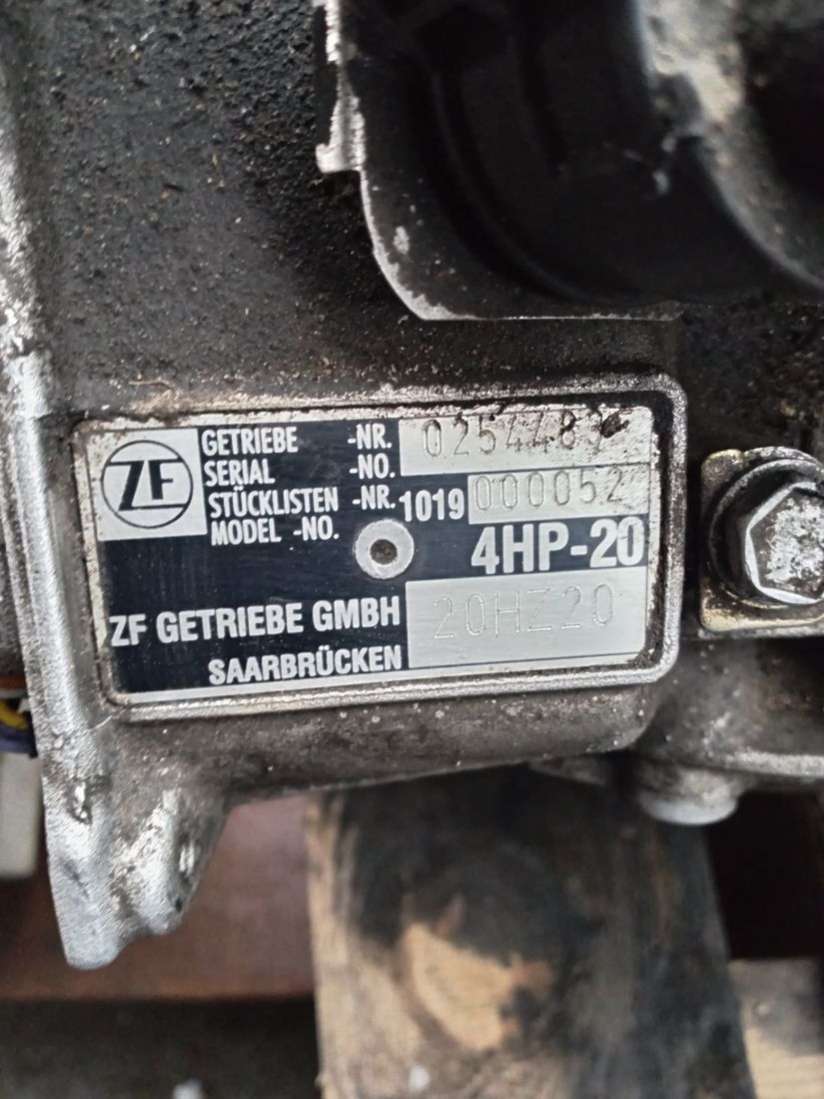 ZF
GETRIEBE -NR. 0254483
SERIAL -NO.
STÜCKLISTEN -NR. 1019 000052
MODEL -NO.
4HP-20
ZF GETRIEBE GMBH 20HZ20
SAARBRÜCKEN